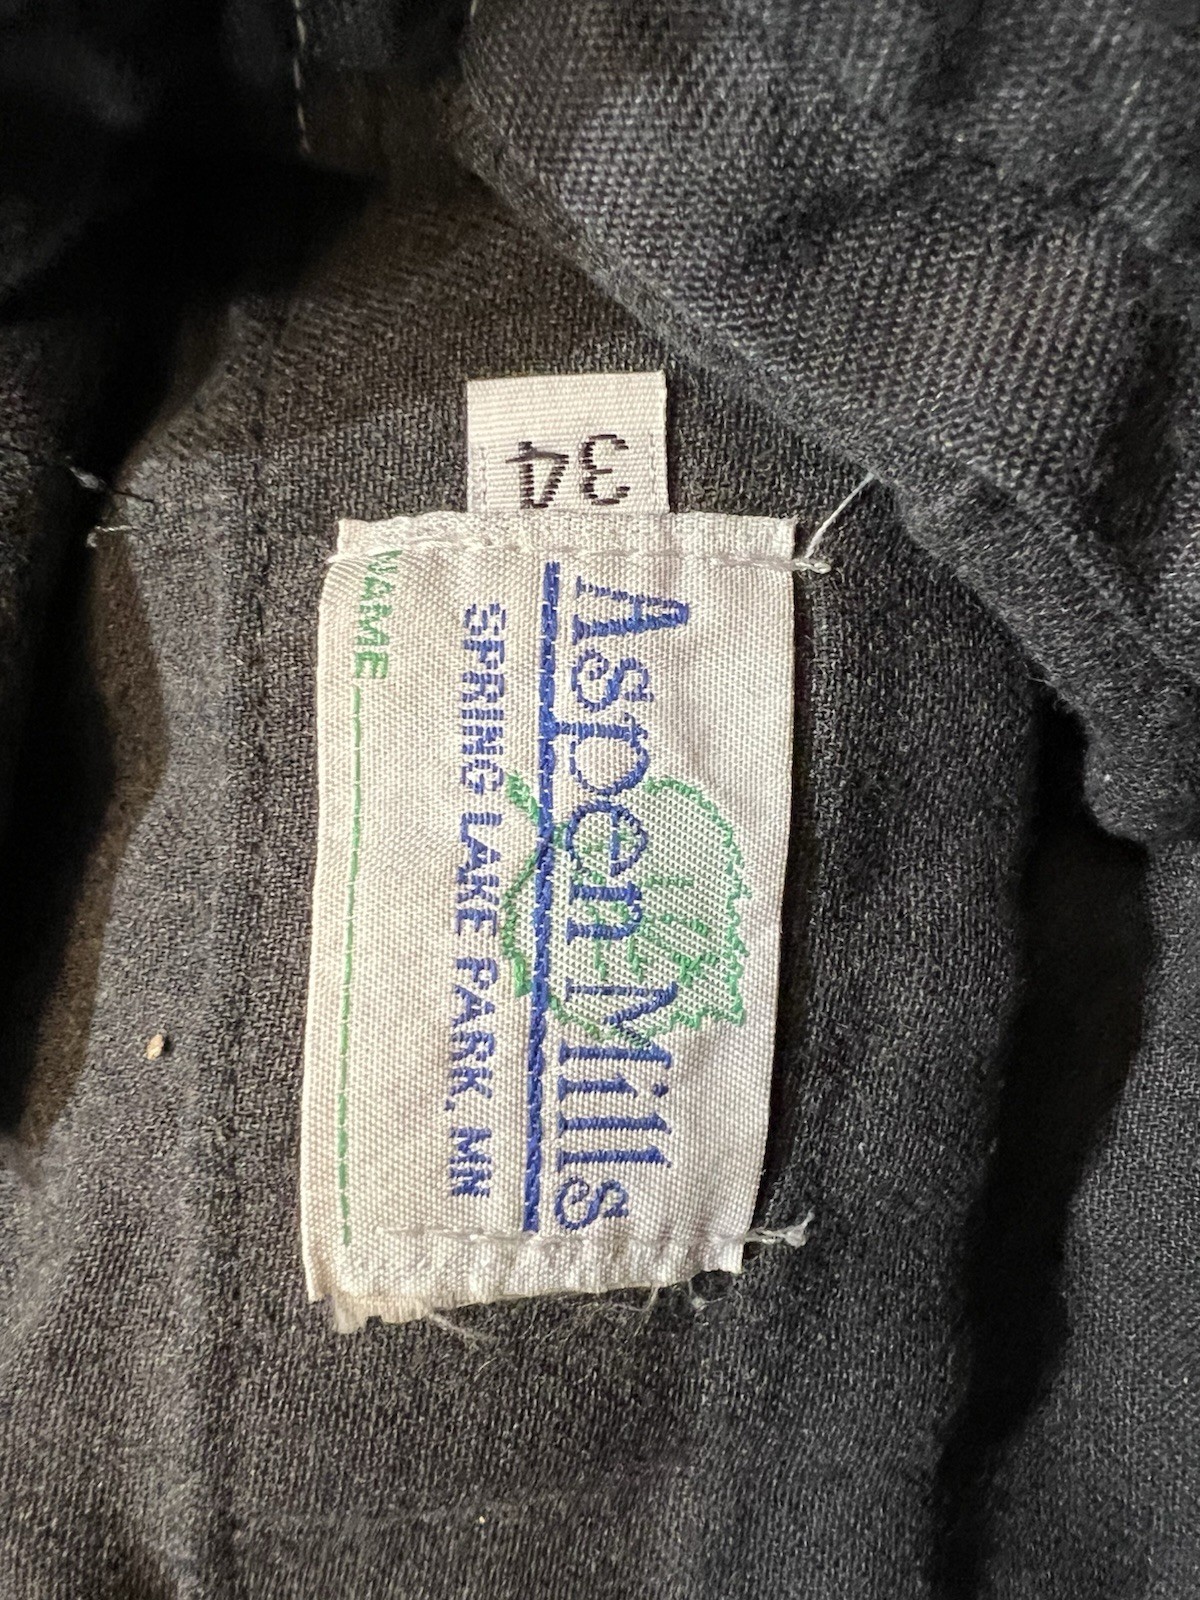 Aspen Mills
SPRING LAKE PARK, MN
NAME
34